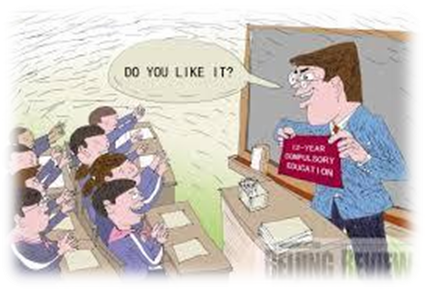 DO YOU LIKE IT?
12-YEAR
COMPULSORY
EDUCATION
BEIJING REVIEW